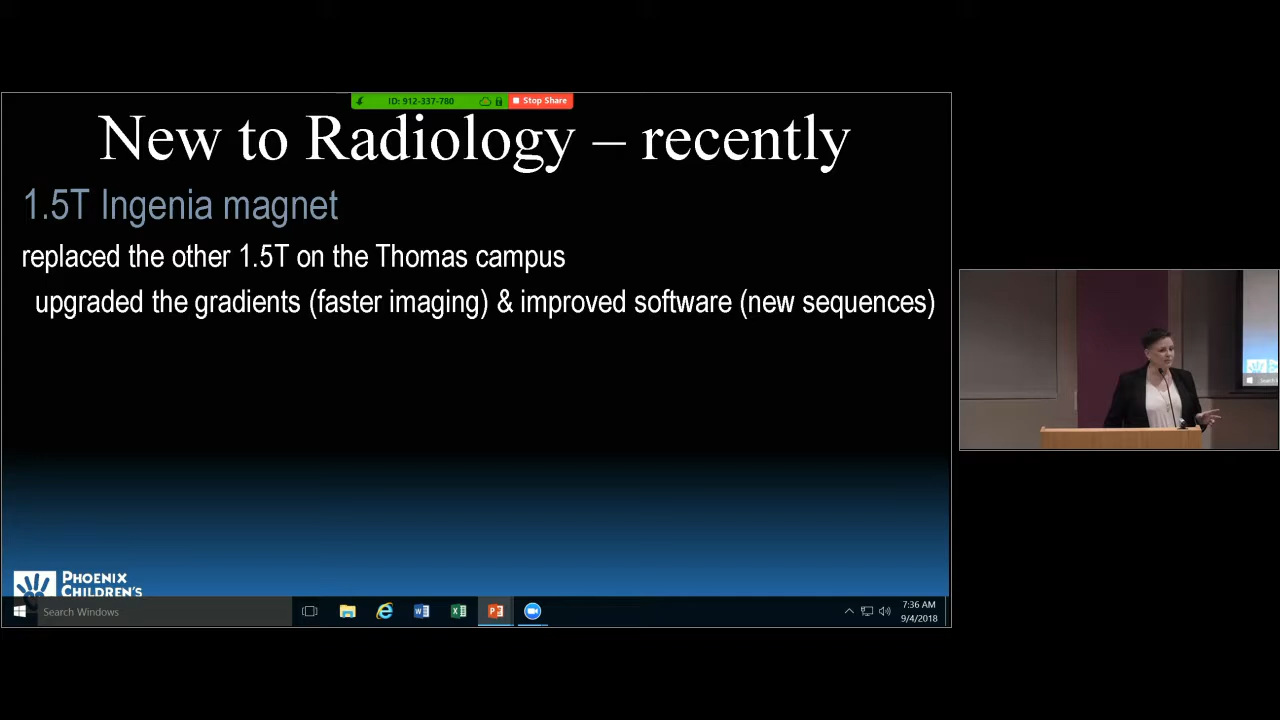 ID: 912-337-780
Stop Share
New to Radiology – recently
1.5T Ingenia magnet
replaced the other 1.5T on the Thomas campus
upgraded the gradients (faster imaging) & improved software (new sequences)
PHOENIX
CHILDREN'S
Search Windows
7:36 AM
9/4/2018